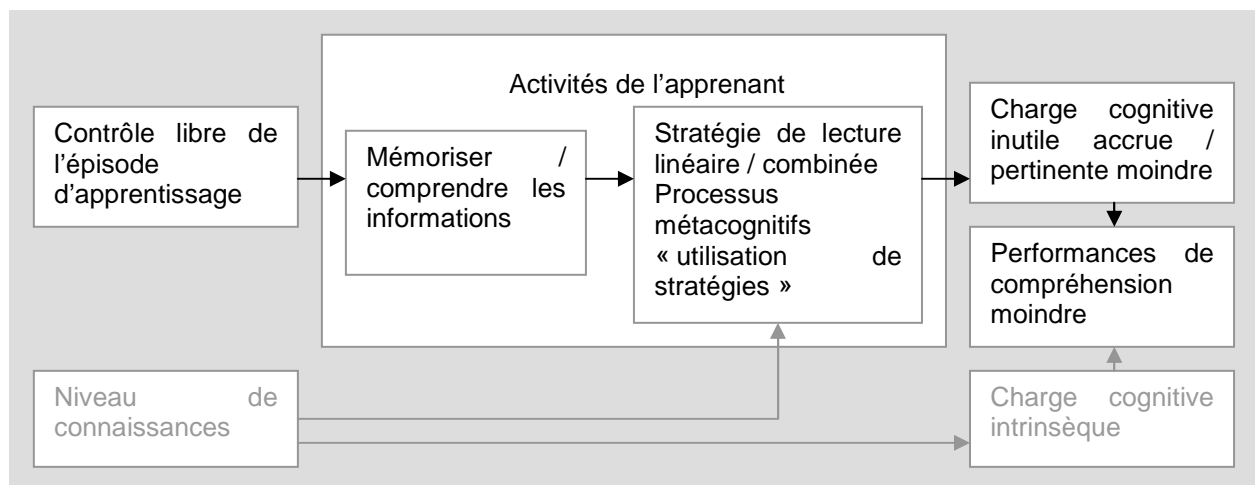 Activités de l’apprenant
Contrôle libre de
l’épisode
d’apprentissage
Mémoriser /
comprendre les
informations
Stratégie de lecture
linéaire / combinée
Processus
métacognitifs
« utilisation de
stratégies »
Charge cognitive
inutile accrue /
pertinente moindre
Performances de
compréhension
moindre
Niveau de
connaissances
Charge cognitive
intrinsèque